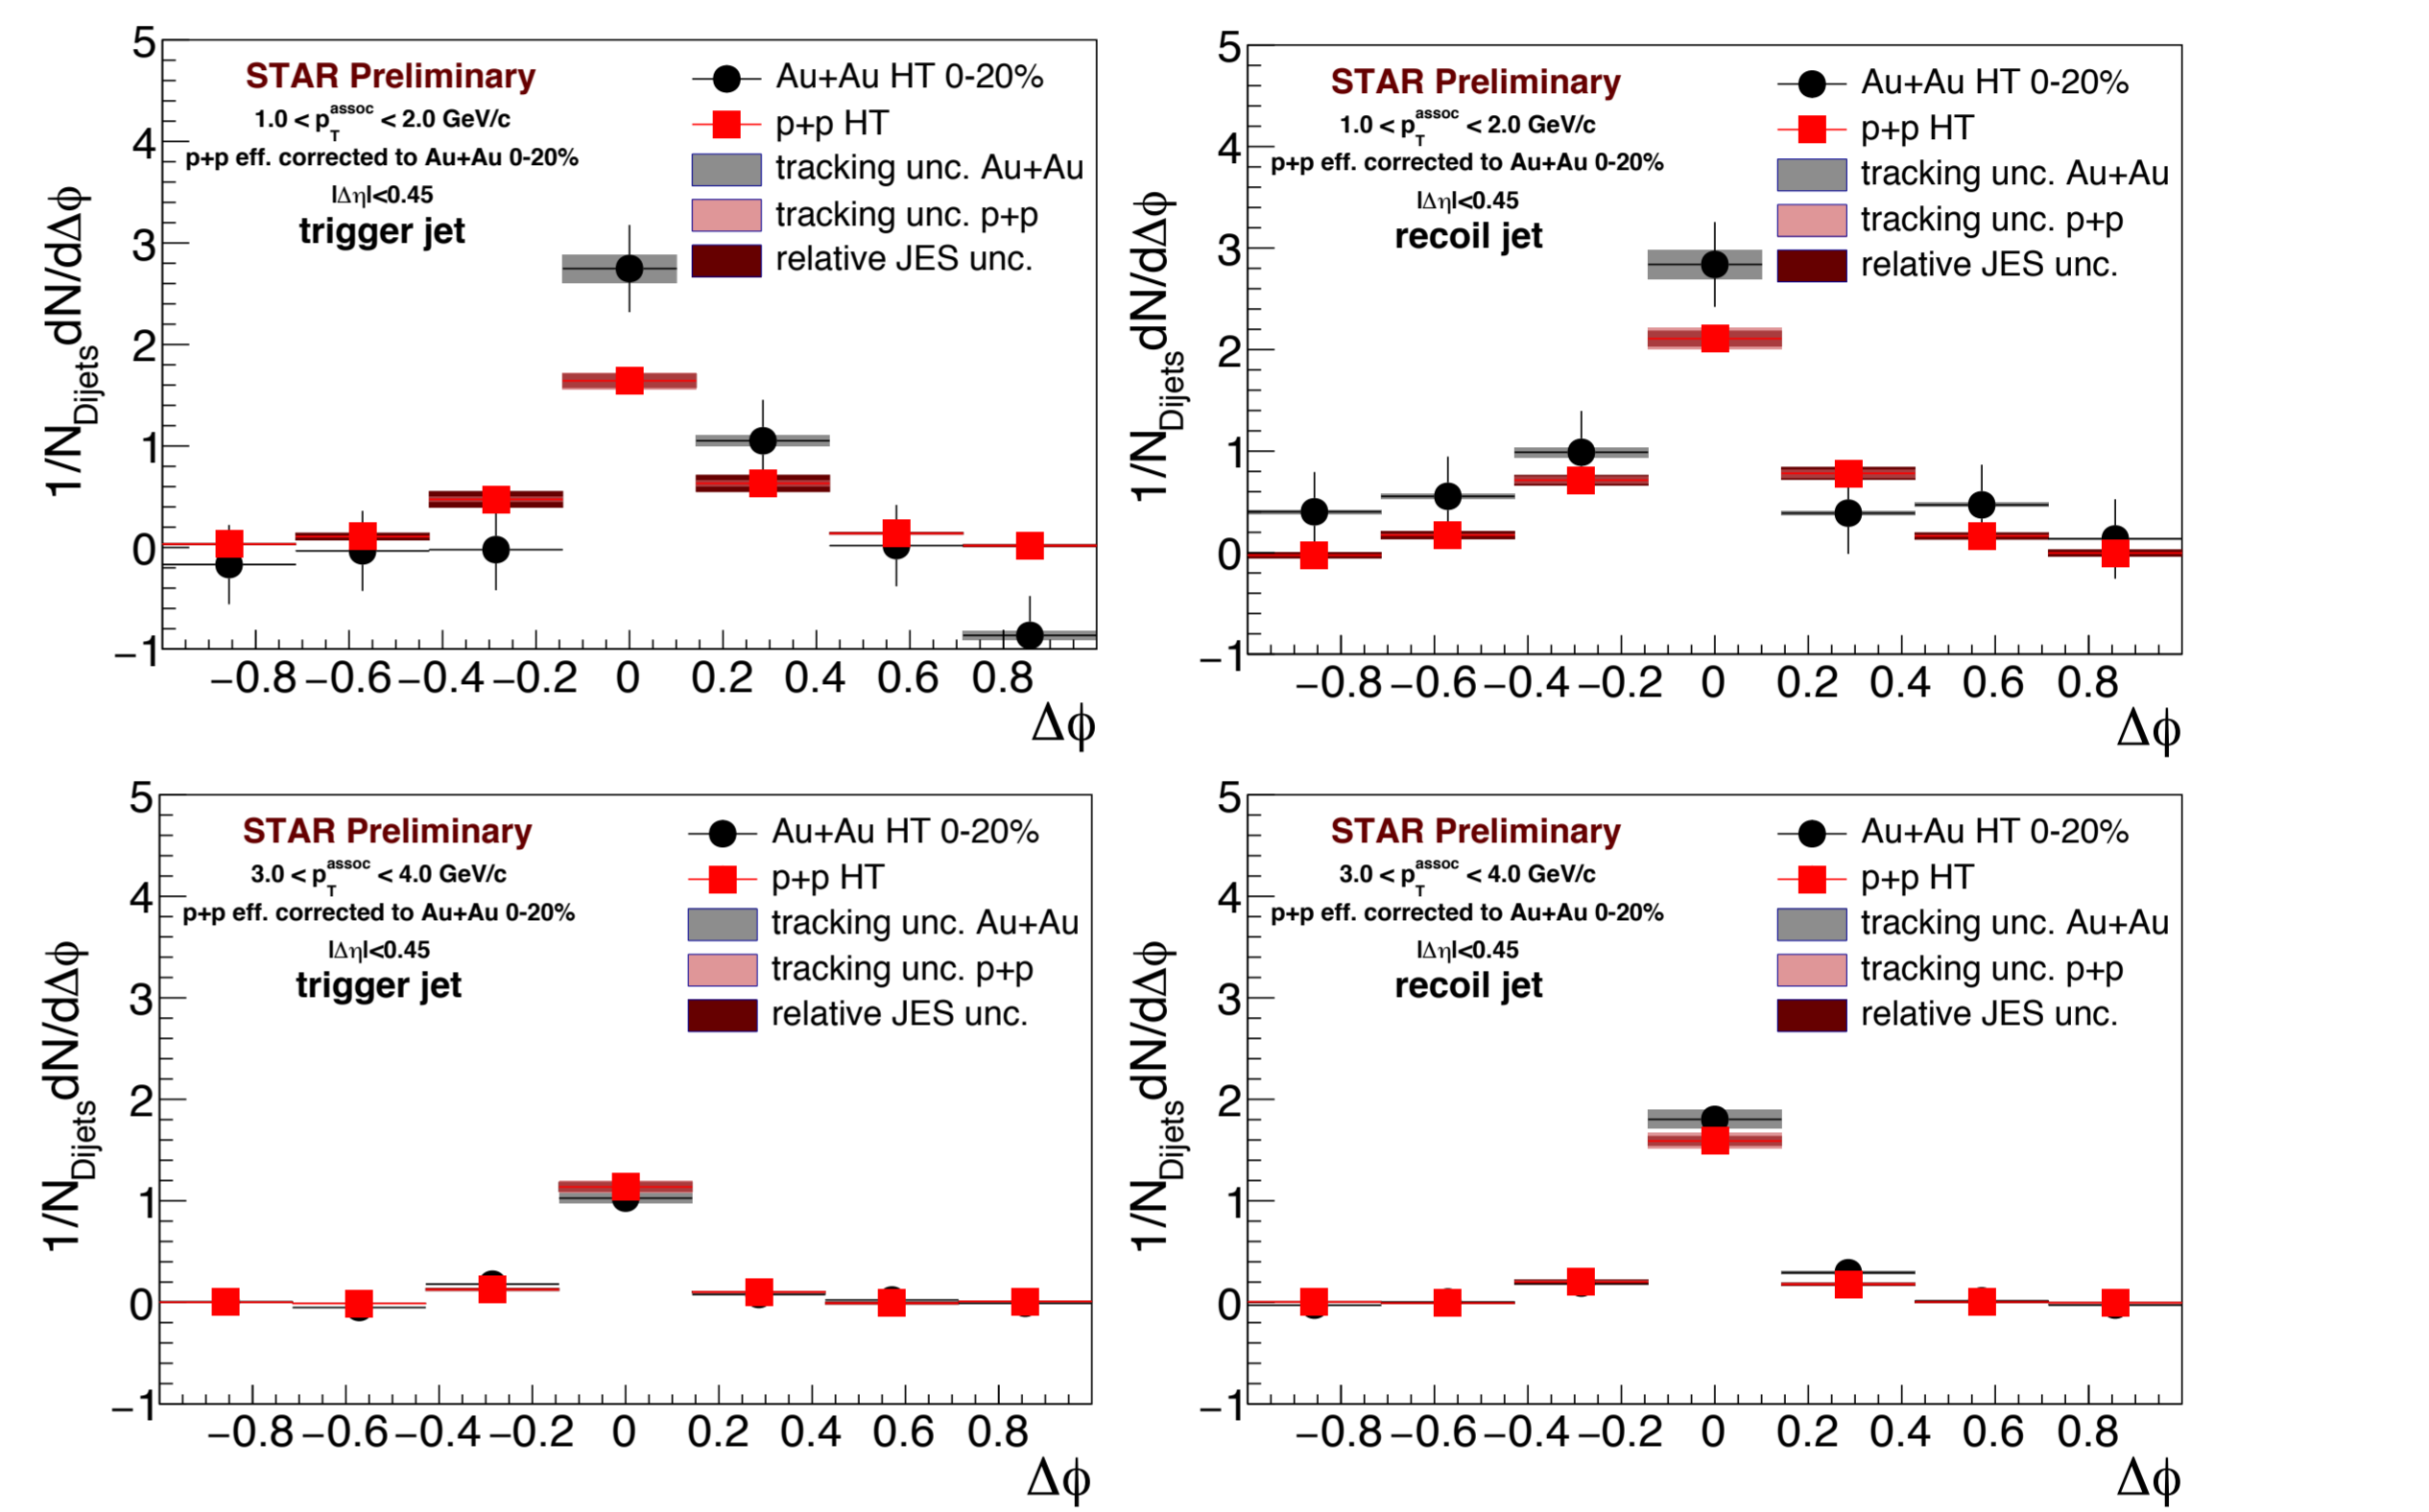 5
4
3
2
1
0
−1
1/N_Dijets dN/dΔϕ
STAR Preliminary
1.0 < p_T^assoc < 2.0 GeV/c
p+p eff. corrected to Au+Au 0-20%
|Δη|<0.45
trigger jet
Au+Au HT 0-20%
p+p HT
tracking unc. Au+Au
tracking unc. p+p
relative JES unc.
−0.8 −0.6 −0.4 −0.2 0 0.2 0.4 0.6 0.8
Δϕ
5
4
3
2
1
0
−1
1/N_Dijets dN/dΔϕ
STAR Preliminary
1.0 < p_T^assoc < 2.0 GeV/c
p+p eff. corrected to Au+Au 0-20%
|Δη|<0.45
recoil jet
Au+Au HT 0-20%
p+p HT
tracking unc. Au+Au
tracking unc. p+p
relative JES unc.
−0.8 −0.6 −0.4 −0.2 0 0.2 0.4 0.6 0.8
Δϕ
5
4
3
2
1
0
−1
1/N_Dijets dN/dΔϕ
STAR Preliminary
3.0 < p_T^assoc < 4.0 GeV/c
p+p eff. corrected to Au+Au 0-20%
|Δη|<0.45
trigger jet
Au+Au HT 0-20%
p+p HT
tracking unc. Au+Au
tracking unc. p+p
relative JES unc.
−0.8 −0.6 −0.4 −0.2 0 0.2 0.4 0.6 0.8
Δϕ
5
4
3
2
1
0
−1
1/N_Dijets dN/dΔϕ
STAR Preliminary
3.0 < p_T^assoc < 4.0 GeV/c
p+p eff. corrected to Au+Au 0-20%
|Δη|<0.45
recoil jet
Au+Au HT 0-20%
p+p HT
tracking unc. Au+Au
tracking unc. p+p
relative JES unc.
−0.8 −0.6 −0.4 −0.2 0 0.2 0.4 0.6 0.8
Δϕ